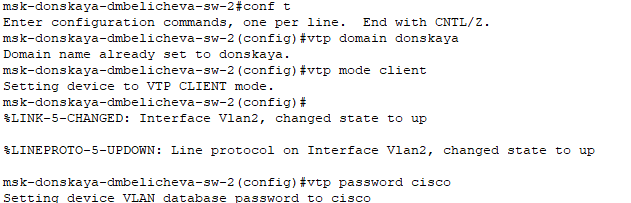 msk-donskaya-dmbelicheva-sw-2#conf t
Enter configuration commands, one per line.  End with CNTL/Z.
msk-donskaya-dmbelicheva-sw-2(config)#vtp domain donskaya
Domain name already set to donskaya.
msk-donskaya-dmbelicheva-sw-2(config)#vtp mode client
Setting device to VTP CLIENT mode.
msk-donskaya-dmbelicheva-sw-2(config)#
%LINK-5-CHANGED: Interface Vlan2, changed state to up
%LINEPROTO-5-UPDOWN: Line protocol on Interface Vlan2, changed state to up
msk-donskaya-dmbelicheva-sw-2(config)#vtp password cisco
Setting device VLAN database password to cisco